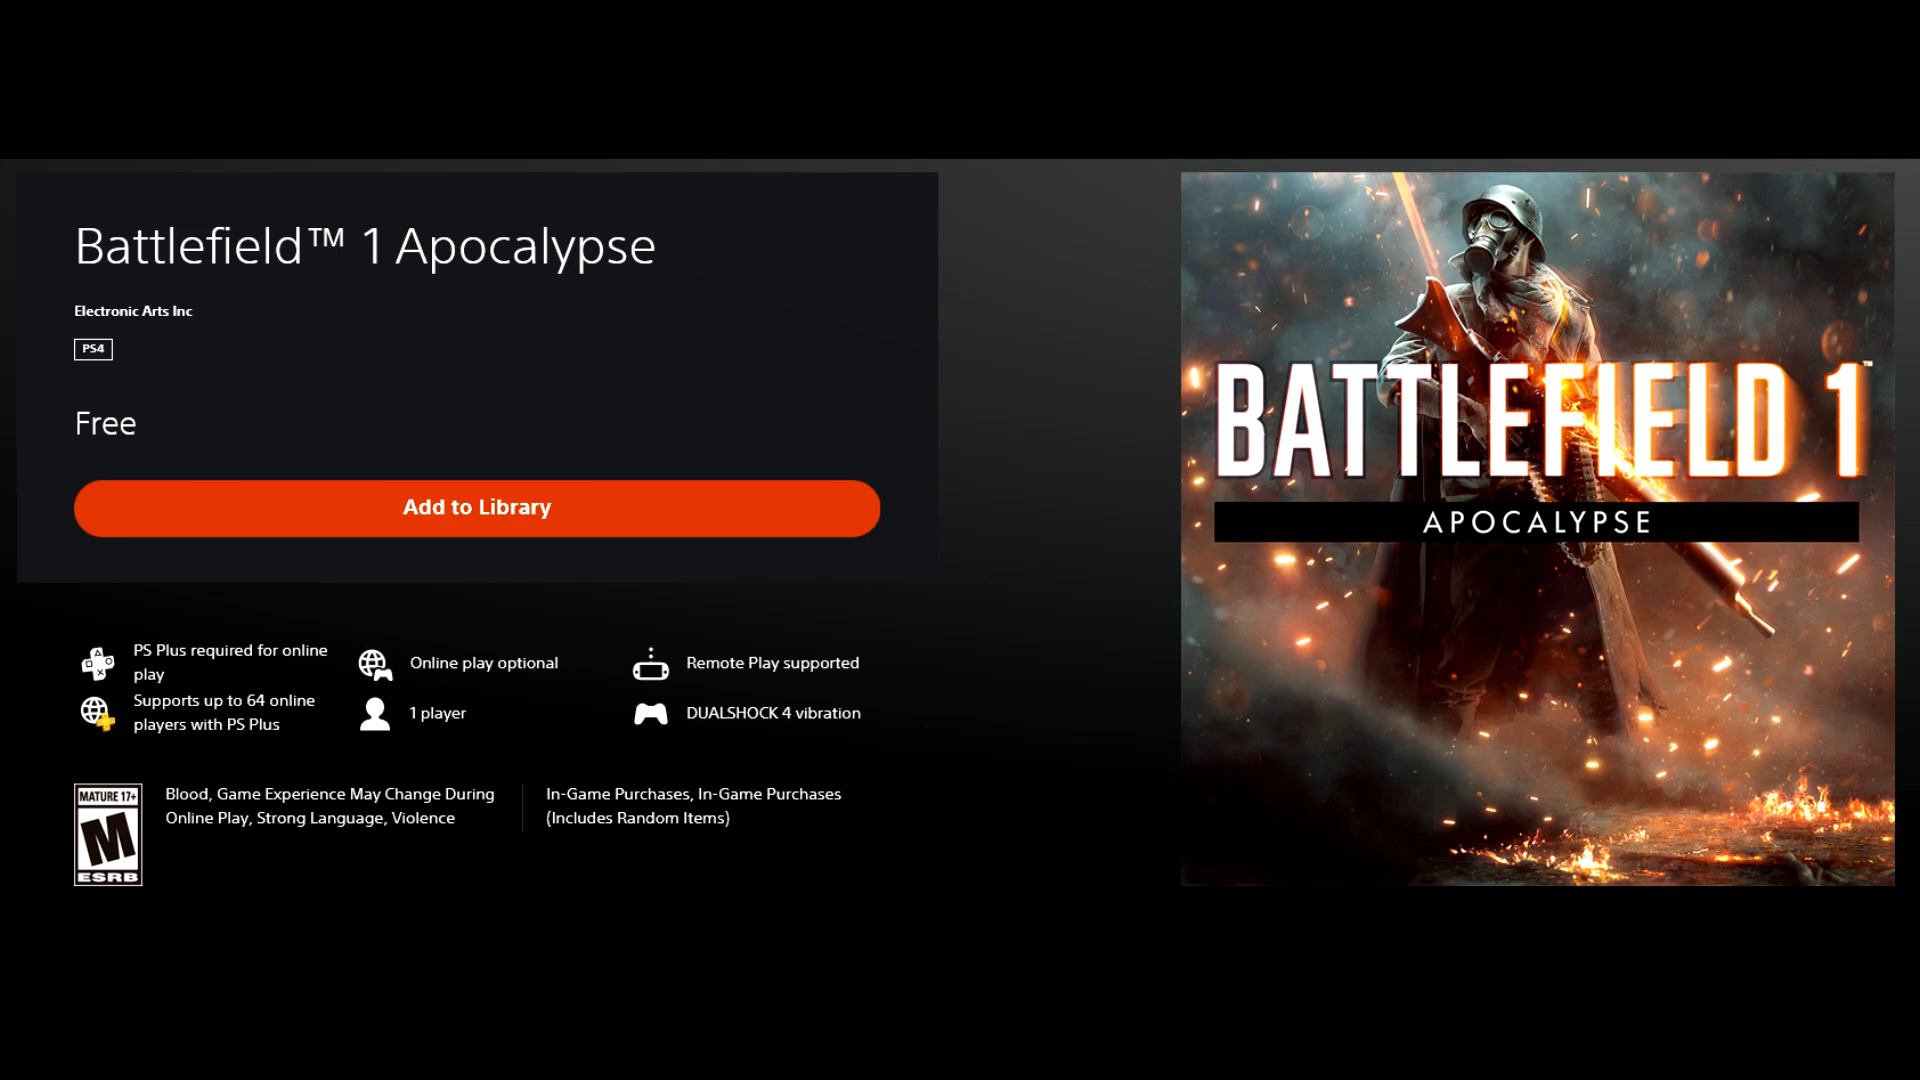 Battlefield™ 1 Apocalypse
Electronic Arts Inc
PS4
Free
Add to Library
PS Plus required for online
play
Online play optional
Remote Play supported
Supports up to 64 online
players with PS Plus
1 player
DUALSHOCK 4 vibration
MATURE 17+
M
ESRB
Blood, Game Experience May Change During
Online Play, Strong Language, Violence
In-Game Purchases, In-Game Purchases
(Includes Random Items)
BATTLEFIELD 1™
APOCALYPSE